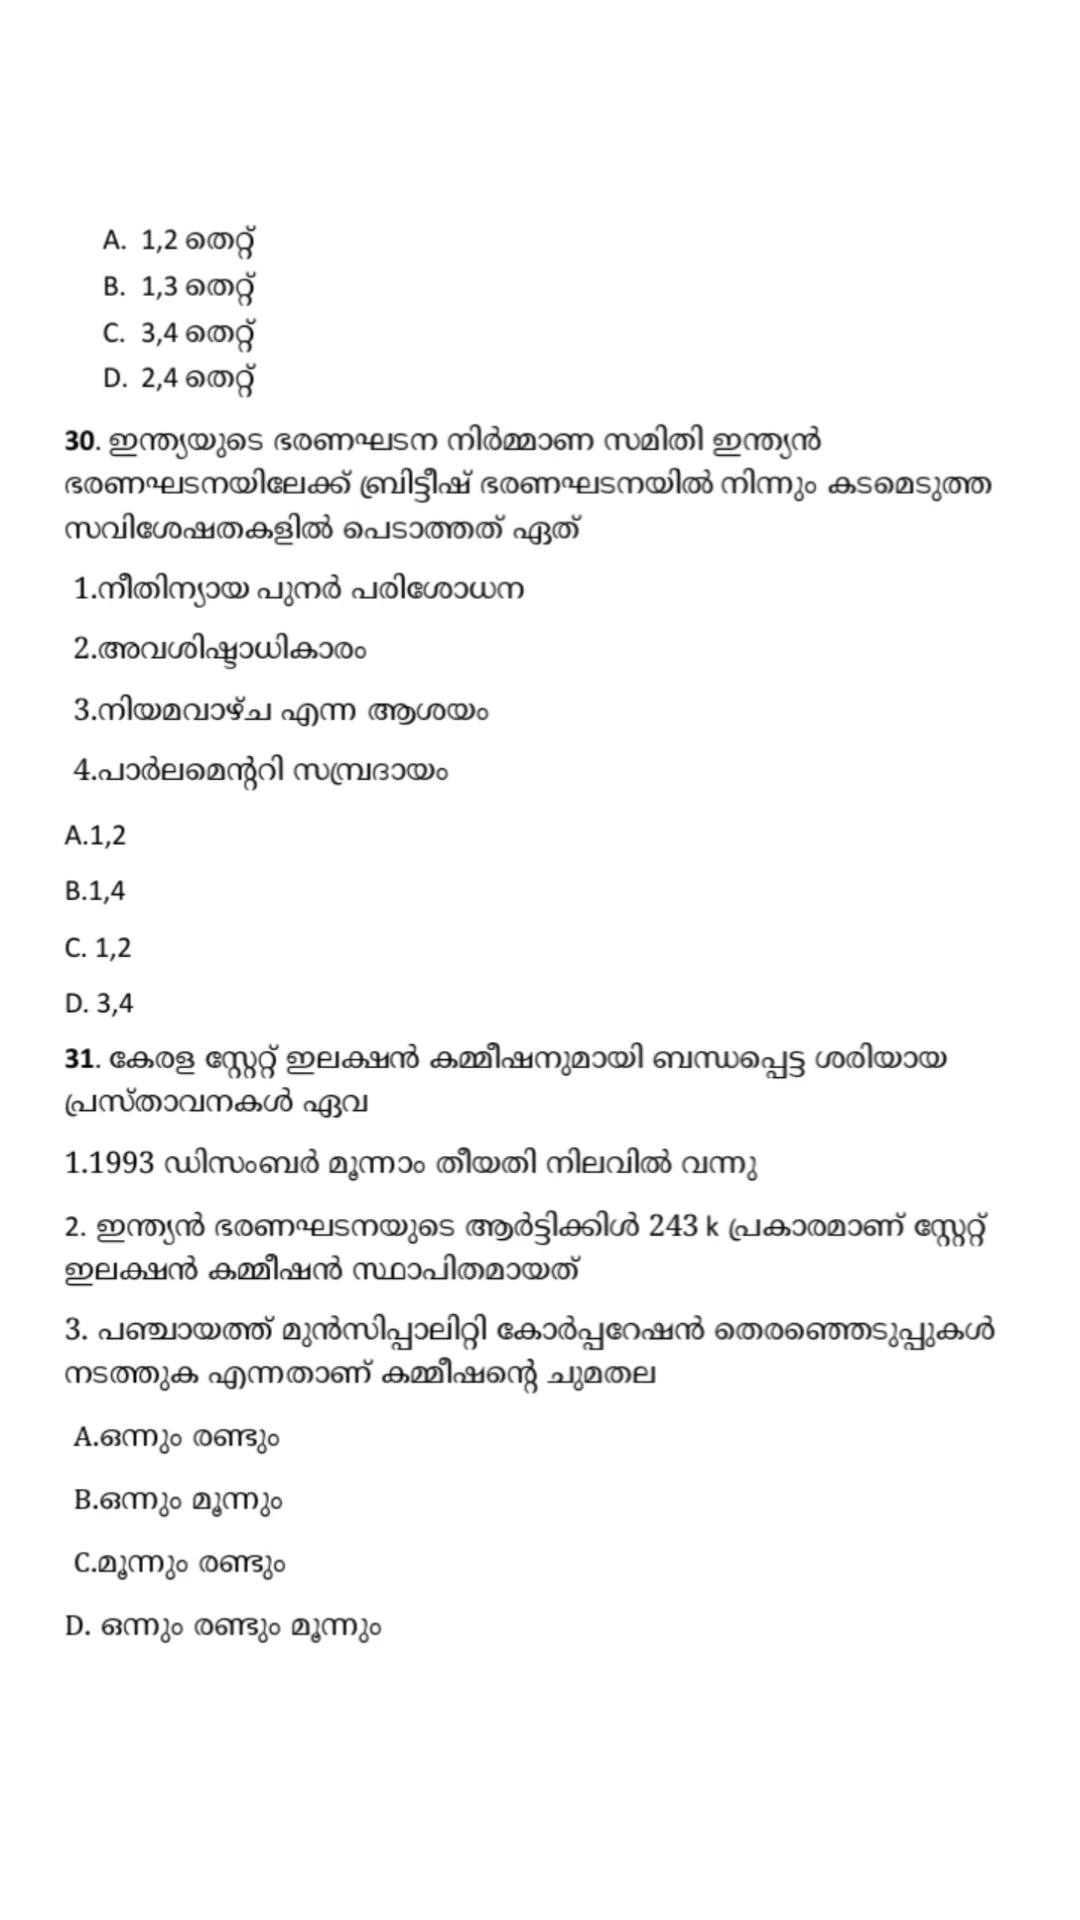 A. 1,2 തെറ്റ്
B. 1,3 തെറ്റ്
C. 3,4 തെറ്റ്
D. 2,4 തെറ്റ്
30. ഇന്ത്യയുടെ ഭരണഘടന നിർമ്മാണ സമിതി ഇന്ത്യൻ
ഭരണഘടനയിലേക്ക് ബ്രിട്ടീഷ് ഭരണഘടനയിൽ നിന്നും കടമെടുത്ത
സവിശേഷതകളിൽ പെടാത്തത് ഏത്
1.നീതിന്യായ പുനർ പരിശോധന
2.അവശിഷ്ടാധികാരം
3.നിയമവാഴ്ച എന്ന ആശയം
4.പാർലമെന്ററി സമ്പ്രദായം
A.1,2
B.1,4
C. 1,2
D. 3,4
31. കേരള സ്റ്റേറ്റ് ഇലക്ഷൻ കമ്മീഷനുമായി ബന്ധപ്പെട്ട ശരിയായ
പ്രസ്താവനകൾ ഏവ
1.1993 ഡിസംബർ മൂന്നാം തീയതി നിലവിൽ വന്നു
2. ഇന്ത്യൻ ഭരണഘടനയുടെ ആർട്ടിക്കിൾ 243 k പ്രകാരമാണ് സ്റ്റേറ്റ്
ഇലക്ഷൻ കമ്മീഷൻ സ്ഥാപിതമായത്
3. പഞ്ചായത്ത് മുൻസിപ്പാലിറ്റി കോർപ്പറേഷൻ തെരഞ്ഞെടുപ്പുകൾ
നടത്തുക എന്നതാണ് കമ്മീഷന്റെ ചുമതല
A.ഒന്നും രണ്ടും
B.ഒന്നും മൂന്നും
C.മൂന്നും രണ്ടും
D. ഒന്നും രണ്ടും മൂന്നും